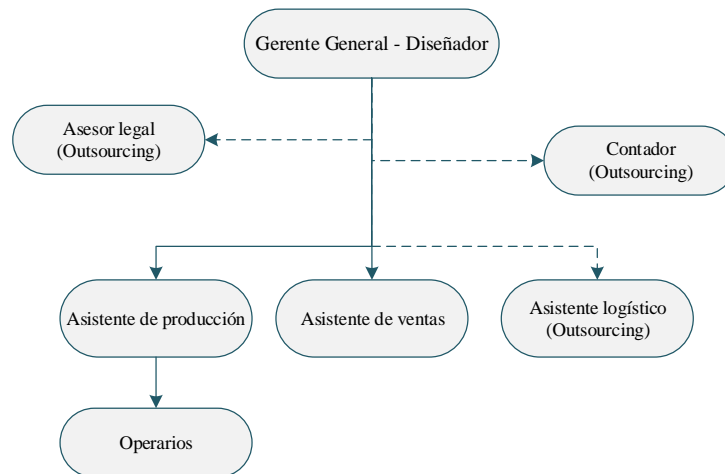 Gerente General - Diseñador
Asesor legal
(Outsourcing)
Contador
(Outsourcing)
Asistente de producción
Asistente de ventas
Asistente logístico
(Outsourcing)
Operarios